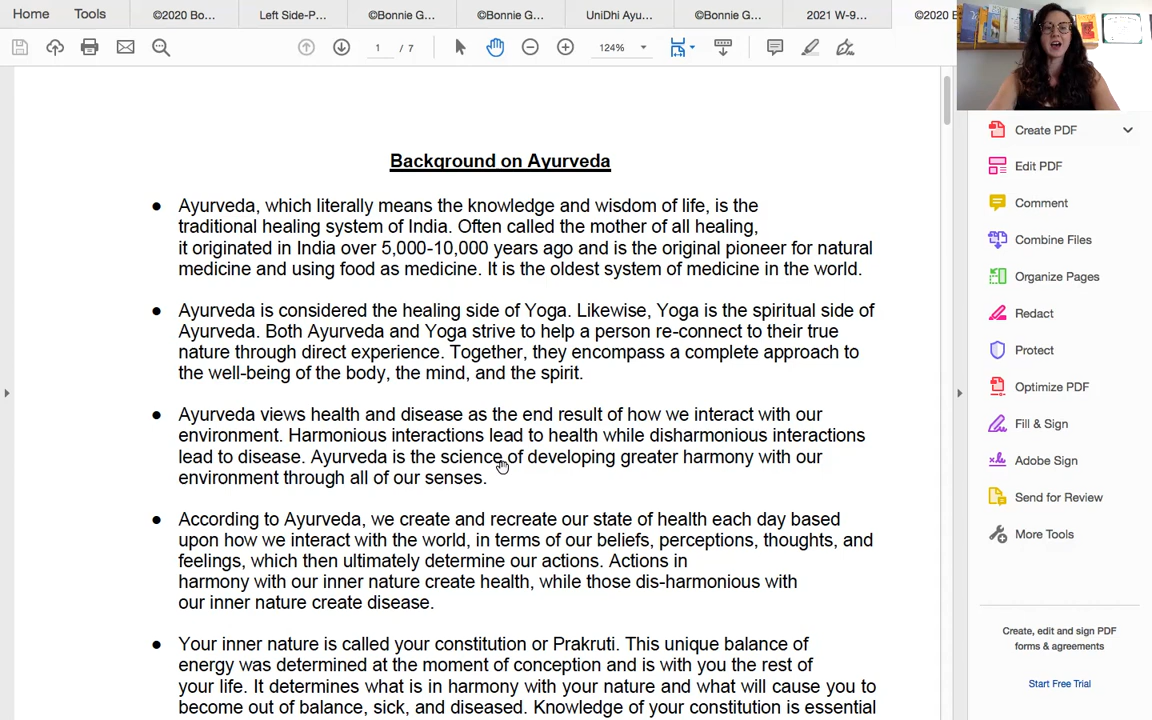 Home Tools ©2020 Bo... Left Side-P... ©Bonnie G... ©Bonnie G... UniDhi Ayu... ©Bonnie G... 2021 W-9... ©2020 E
1 / 7 124%
Background on Ayurveda
● Ayurveda, which literally means the knowledge and wisdom of life, is the
traditional healing system of India. Often called the mother of all healing,
it originated in India over 5,000-10,000 years ago and is the original pioneer for natural
medicine and using food as medicine. It is the oldest system of medicine in the world.
● Ayurveda is considered the healing side of Yoga. Likewise, Yoga is the spiritual side of
Ayurveda. Both Ayurveda and Yoga strive to help a person re-connect to their true
nature through direct experience. Together, they encompass a complete approach to
the well-being of the body, the mind, and the spirit.
● Ayurveda views health and disease as the end result of how we interact with our
environment. Harmonious interactions lead to health while disharmonious interactions
lead to disease. Ayurveda is the science of developing greater harmony with our
environment through all of our senses.
● According to Ayurveda, we create and recreate our state of health each day based
upon how we interact with the world, in terms of our beliefs, perceptions, thoughts, and
feelings, which then ultimately determine our actions. Actions in
harmony with our inner nature create health, while those dis-harmonious with
our inner nature create disease.
● Your inner nature is called your constitution or Prakruti. This unique balance of
energy was determined at the moment of conception and is with you the rest of
your life. It determines what is in harmony with your nature and what will cause you to
become out of balance, sick, and diseased. Knowledge of your constitution is essential
Create PDF
Edit PDF
Comment
Combine Files
Organize Pages
Redact
Protect
Optimize PDF
Fill & Sign
Adobe Sign
Send for Review
More Tools
Create, edit and sign PDF
forms & agreements
Start Free Trial